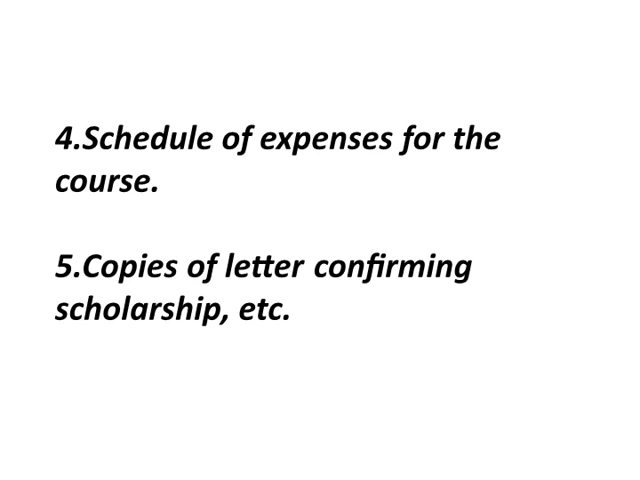 4.Schedule of expenses for the
course.
5.Copies of letter confirming
scholarship, etc.